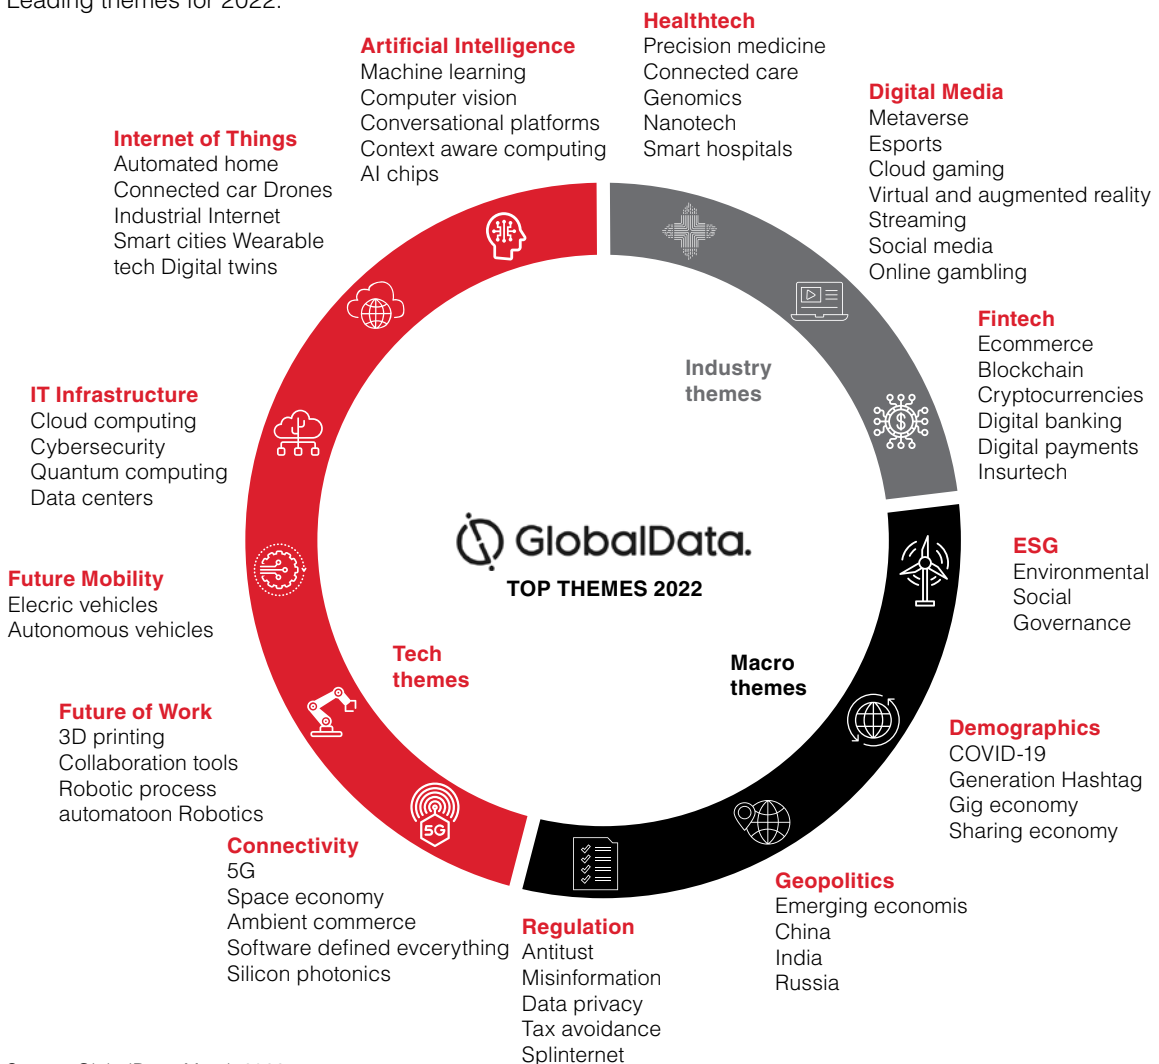 Leading themes for 2022.
Healthtech
Precision medicine
Connected care
Genomics
Nanotech
Smart hospitals
Artificial Intelligence
Machine learning
Computer vision
Conversational platforms
Context aware computing
AI chips
Digital Media
Metaverse
Esports
Cloud gaming
Virtual and augmented reality
Streaming
Social media
Online gambling
Internet of Things
Automated home
Connected car Drones
Industrial Internet
Smart cities Wearable
tech Digital twins
Fintech
Ecommerce
Blockchain
Cryptocurrencies
Digital banking
Digital payments
Insurtech
Industry
themes
IT Infrastructure
Cloud computing
Cybersecurity
Quantum computing
Data centers
GlobalData.
TOP THEMES 2022
ESG
Environmental
Social
Governance
Future Mobility
Elecric vehicles
Autonomous vehicles
Tech
themes
Macro
themes
Future of Work
3D printing
Collaboration tools
Robotic process
automatoon Robotics
Demographics
COVID-19
Generation Hashtag
Gig economy
Sharing economy
5G
Connectivity
5G
Space economy
Ambient commerce
Software defined evcerything
Silicon photonics
Geopolitics
Emerging economis
China
India
Russia
Regulation
Antitust
Misinformation
Data privacy
Tax avoidance
Splinternet